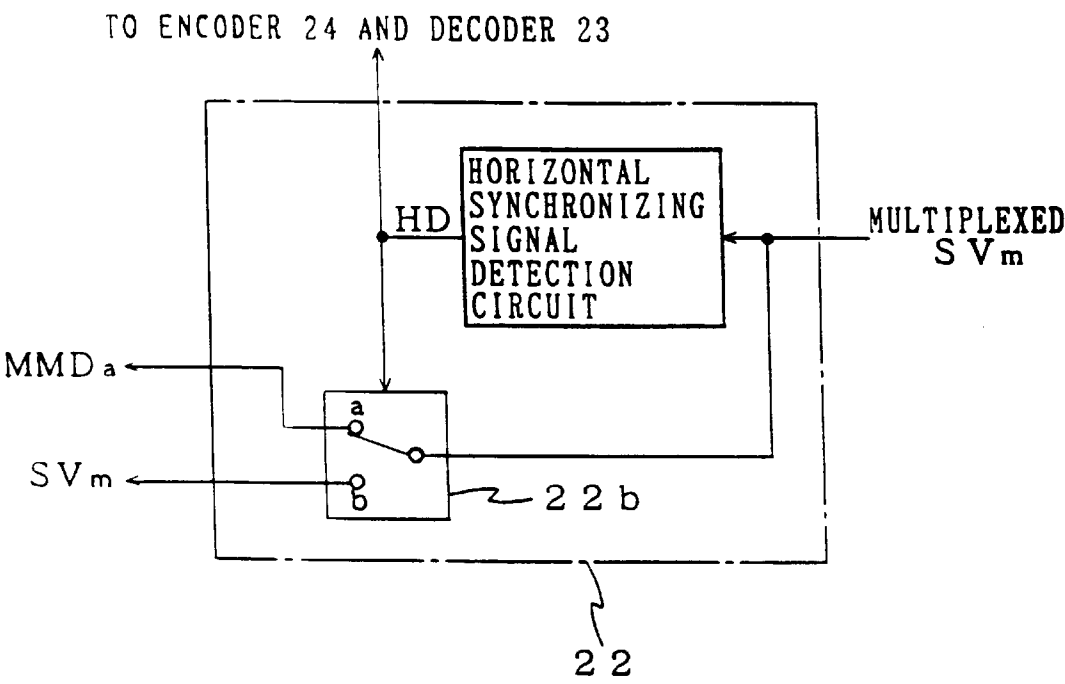 TO ENCODER 24 AND DECODER 23
HORIZONTAL
SYNCHRONIZING
SIGNAL
DETECTION
CIRCUIT
HD
MULTIPLEXED
SVm
MMDa
a
SVm
b
22b
22